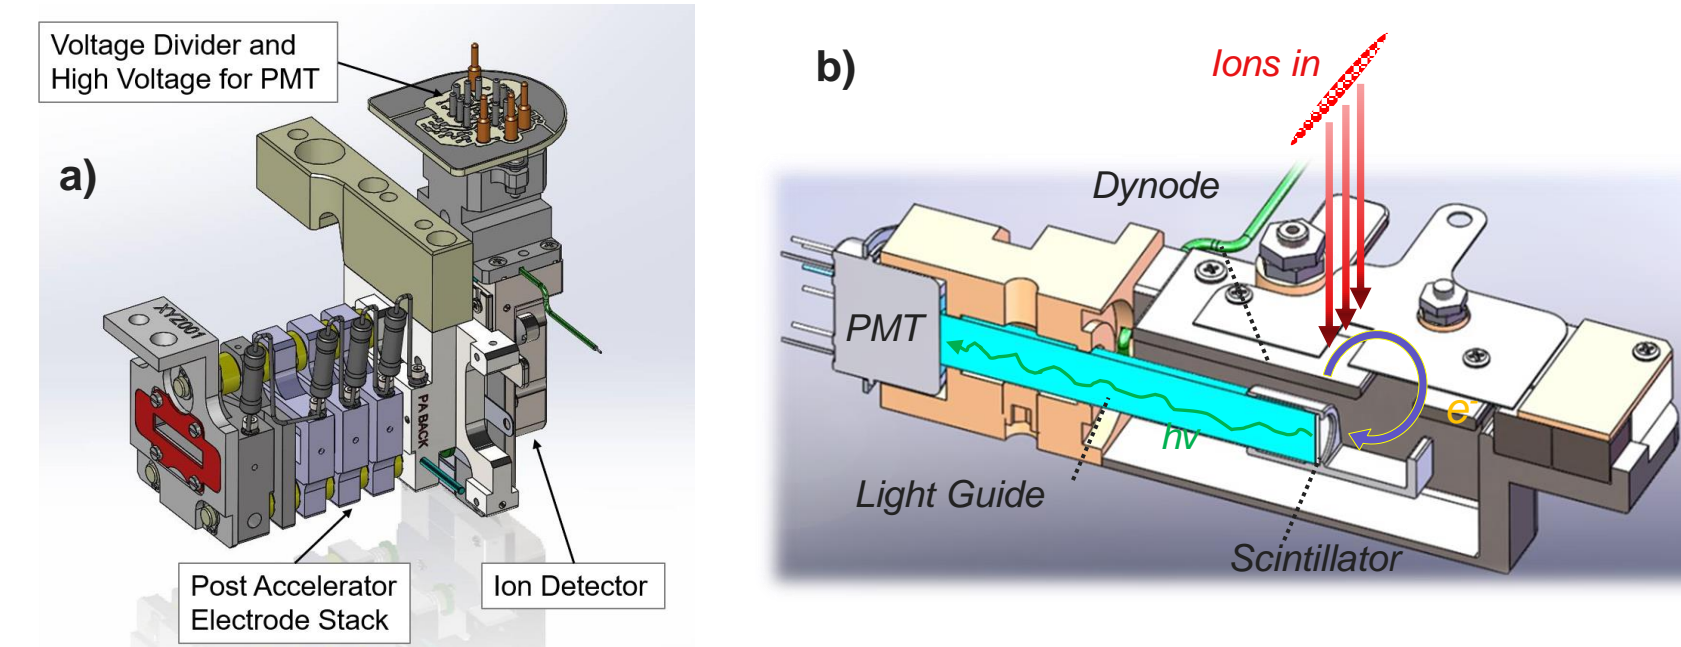 Voltage Divider and
High Voltage for PMT
a)
XYZ001
PA BACK
Post Accelerator
Electrode Stack
Ion Detector
b)
Ions in
Dynode
PMT
e-
hv
Light Guide
Scintillator